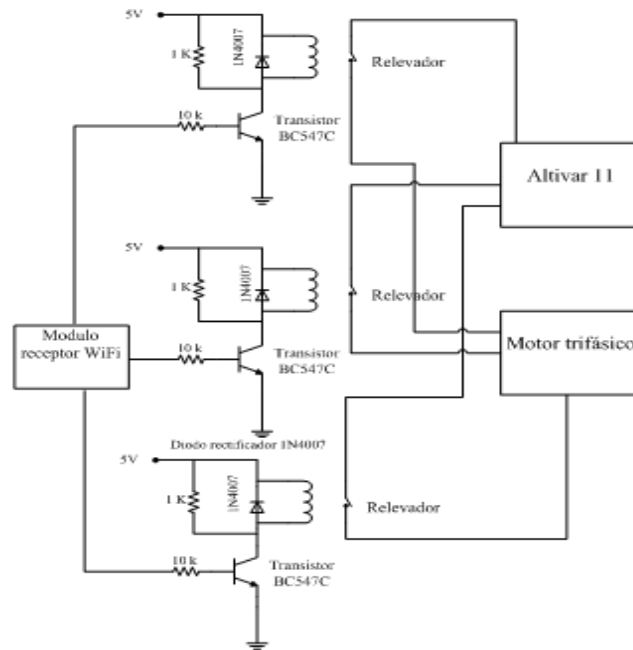 5V
1 K
1N4007
Relevador
10 k
Transistor
BC547C
Altivar 11
5V
1 K
1N4007
Relevador
Modulo
receptor WiFi
10 k
Transistor
BC547C
Motor trifásico
Diodo rectificador 1N4007
5V
1 K
1N4007
Relevador
10 k
Transistor
BC547C